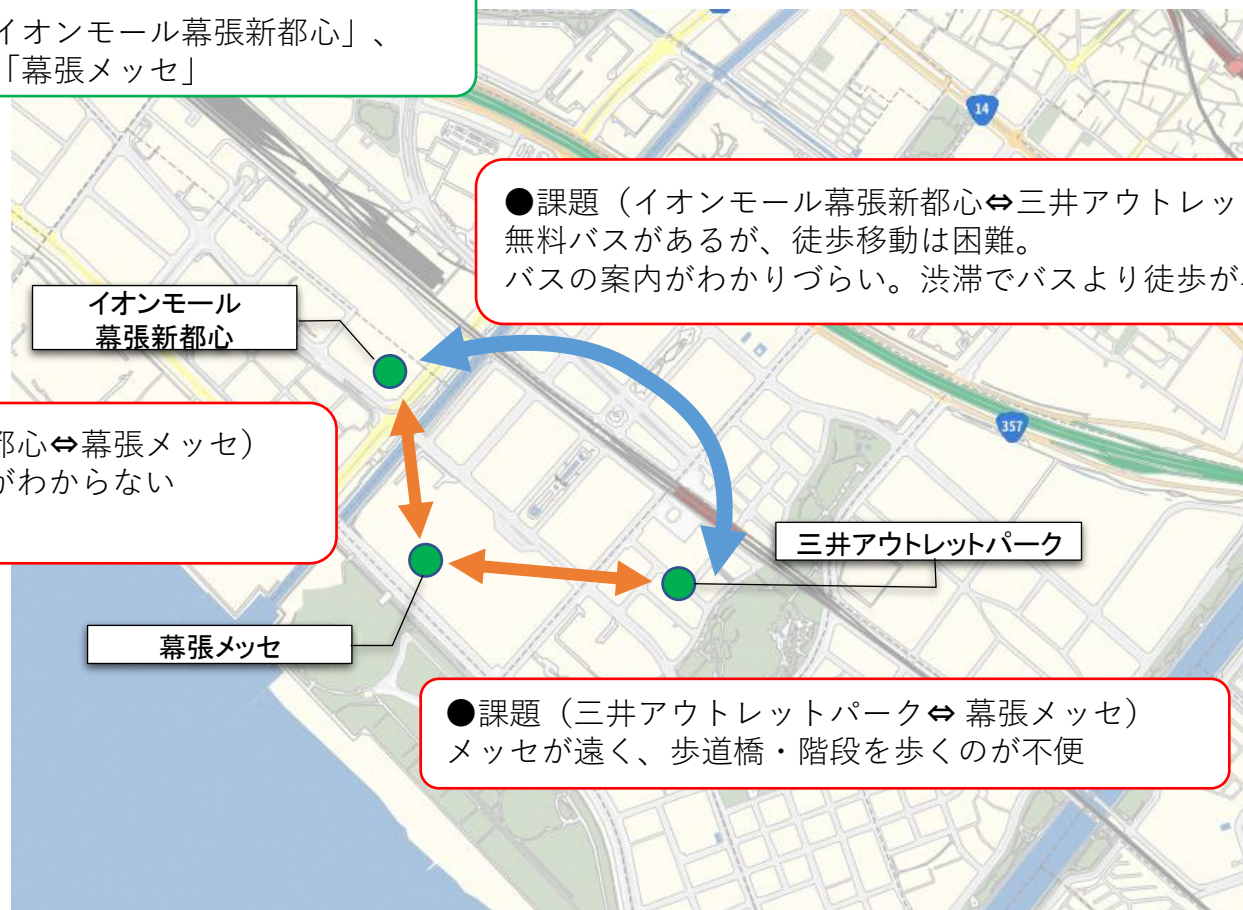 イオンモール幕張新都心」、
「幕張メッセ」
14
●課題（イオンモール幕張新都心⇔三井アウトレッ
無料バスがあるが、徒歩移動は困難。
バスの案内がわかりづらい。渋滞でバスより徒歩が
イオンモール
幕張新都心
都心⇔幕張メッセ）
がわからない
357
三井アウトレットパーク
幕張メッセ
●課題（三井アウトレットパーク⇔ 幕張メッセ）
メッセが遠く、歩道橋・階段を歩くのが不便